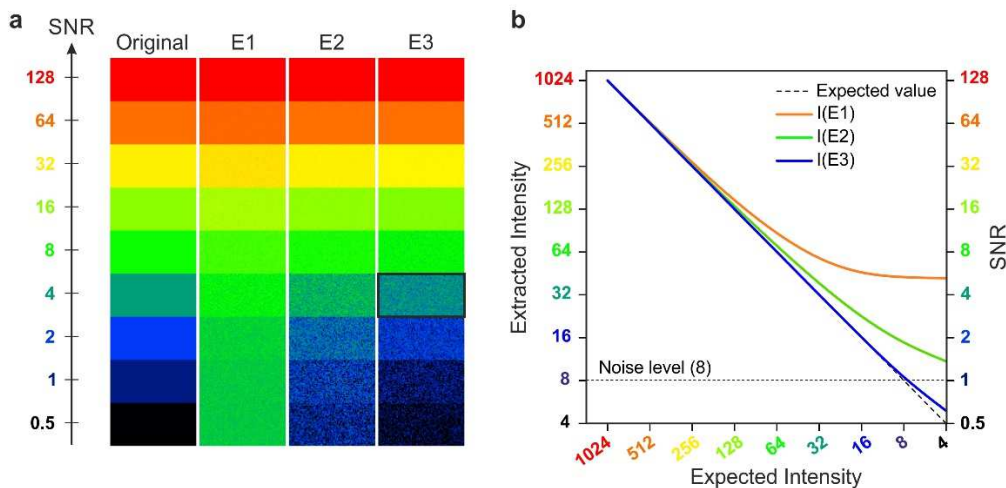 a
SNR
Original E1 E2 E3
128
64
32
16
8
4
2
1
0.5
b
1024 128
512 64
256 32
128 16
64 8
32 4
16 2
8 1
4 0.5
Extracted Intensity
SNR
Expected value
I(E1)
I(E2)
I(E3)
Noise level (8)
1024 512 256 128 64 32 16 8 4
Expected Intensity